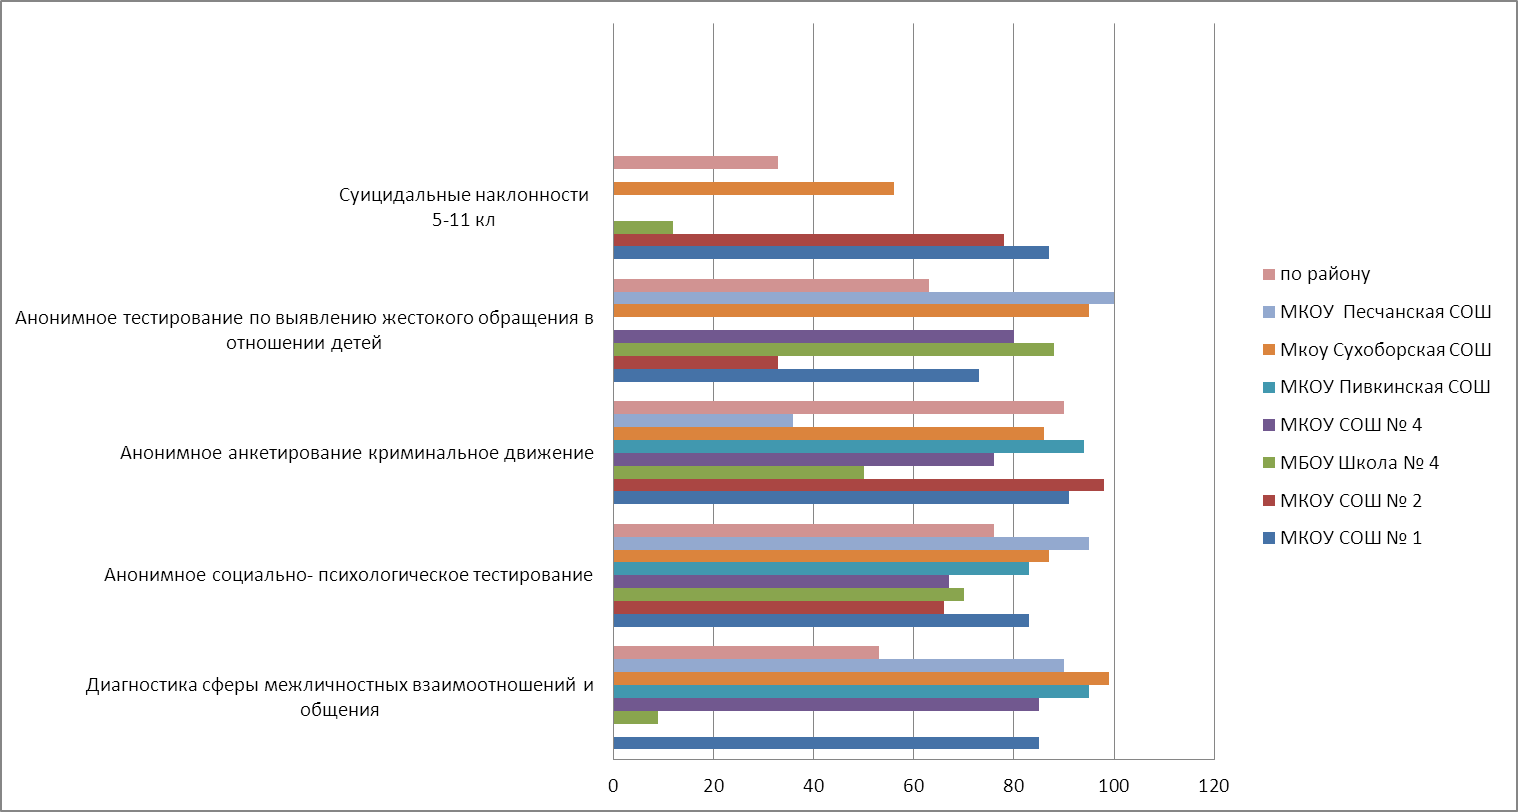 Суицидальные наклонности
5-11 кл
Анонимное тестирование по выявлению жестокого обращения в
отношении детей
Анонимное анкетирование криминальное движение
Анонимное социально- психологическое тестирование
Диагностика сферы межличностных взаимоотношений и
общения
0 20 40 60 80 100 120
по району
МКОУ  Песчанская СОШ
Мкоу Сухоборская СОШ
МКОУ Пивкинская СОШ
МКОУ СОШ № 4
МБОУ Школа № 4
МКОУ СОШ № 2
МКОУ СОШ № 1